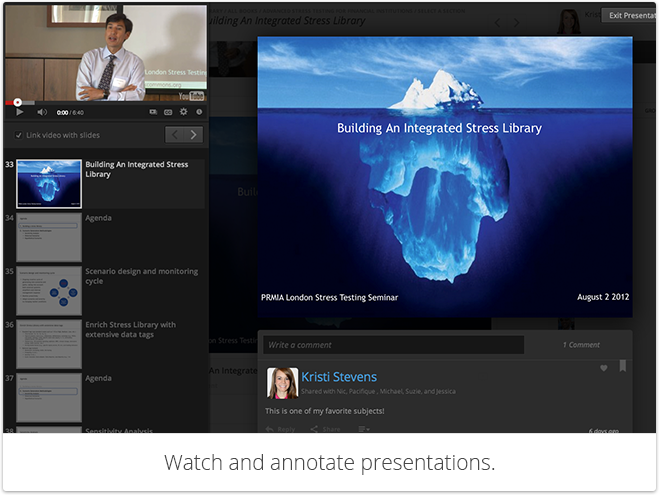 Building An Integrated Stress Library
Exit Presentat
London Stress Testing
YouTube
0:00 / 6:40
Link video with slides
33
Building An Integrated Stress
Library
34
Agenda
35
Scenario design and monitoring
cycle
36
Enrich Stress Library with
extensive data tags
37
Agenda
38
Sensitivity Analysis
Building An Integrated Stress Library
PRMIA London Stress Testing Seminar
August 2 2012
Write a comment
1 Comment
Kristi Stevens
Shared with Nic, Pacifique , Michael, Suzie, and Jessica
This is one of my favorite subjects!
Reply
Share
6 days ago
Watch and annotate presentations.